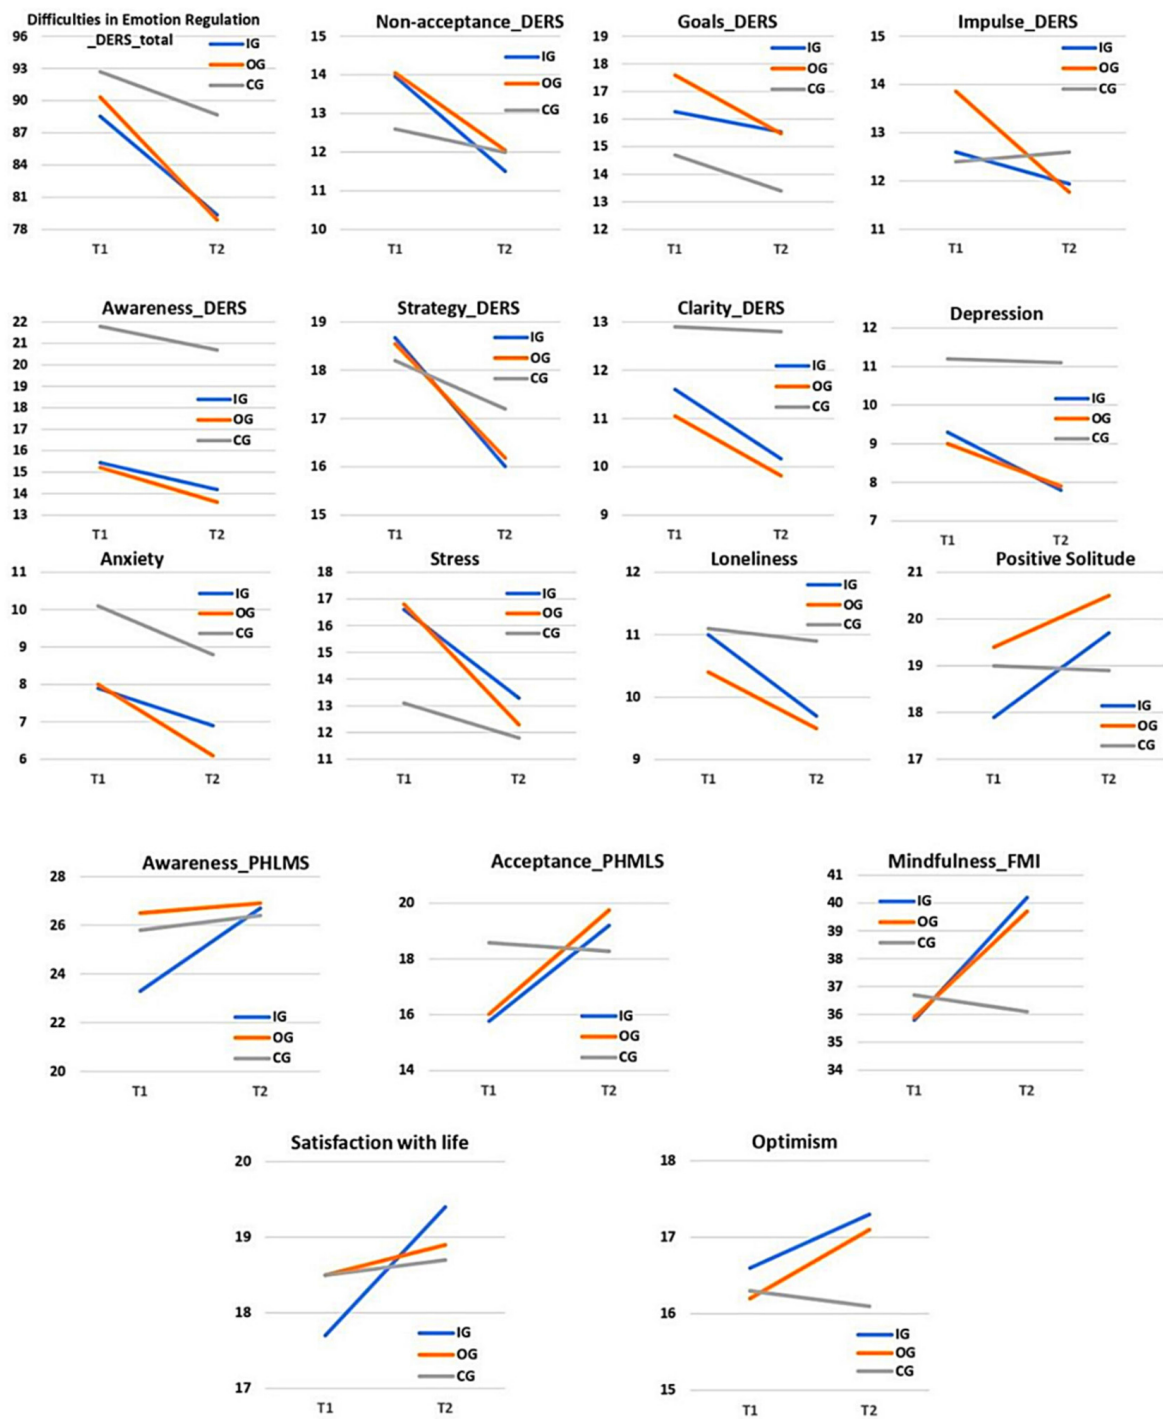 Difficulties in Emotion Regulation
_DERS_total
96
93
90
87
84
81
78
IG
OG
CG
T1
T2
Non-acceptance_DERS
15
14
13
12
11
10
IG
OG
CG
T1
T2
Goals_DERS
19
18
17
16
15
14
13
12
IG
OG
CG
T1
T2
Impulse_DERS
15
14
13
12
11
IG
OG
CG
T1
T2
Awareness_DERS
22
21
20
19
18
17
16
15
14
13
IG
OG
CG
T1
T2
Strategy_DERS
19
18
17
16
15
IG
OG
CG
T1
T2
Clarity_DERS
13
12
11
10
9
IG
OG
CG
T1
T2
Depression
12
11
10
9
8
7
IG
OG
CG
T1
T2
Anxiety
11
10
9
8
7
6
IG
OG
CG
T1
T2
Stress
18
17
16
15
14
13
12
11
IG
OG
CG
T1
T2
Loneliness
12
11
10
9
IG
OG
CG
T1
T2
Positive Solitude
21
20
19
18
17
IG
OG
CG
T1
T2
Awareness_PHLMS
28
26
24
22
20
IG
OG
CG
T1
T2
Acceptance_PHMLS
20
18
16
14
IG
OG
CG
T1
T2
Mindfulness_FMI
41
40
39
38
37
36
35
34
IG
OG
CG
T1
T2
Satisfaction with life
20
19
18
17
IG
OG
CG
T1
T2
Optimism
18
17
16
15
IG
OG
CG
T1
T2